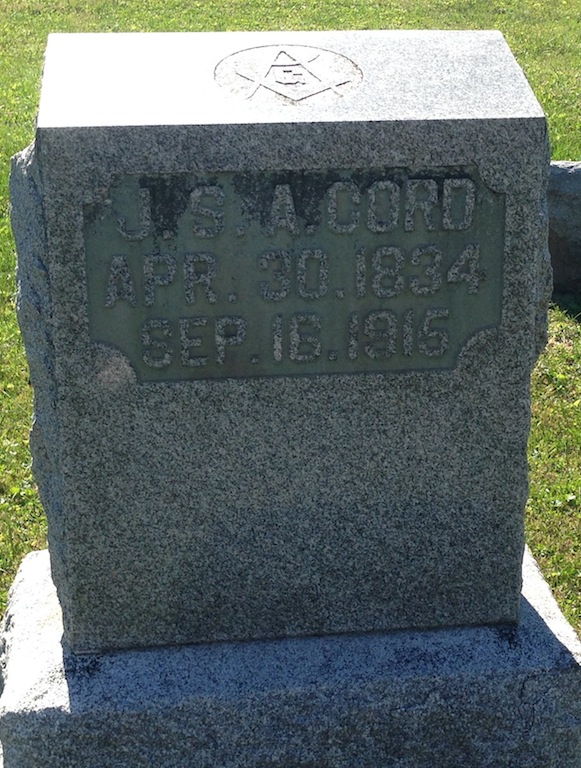 G
J. S. A. CORD
APR. 30. 1834
SEP. 16. 1915